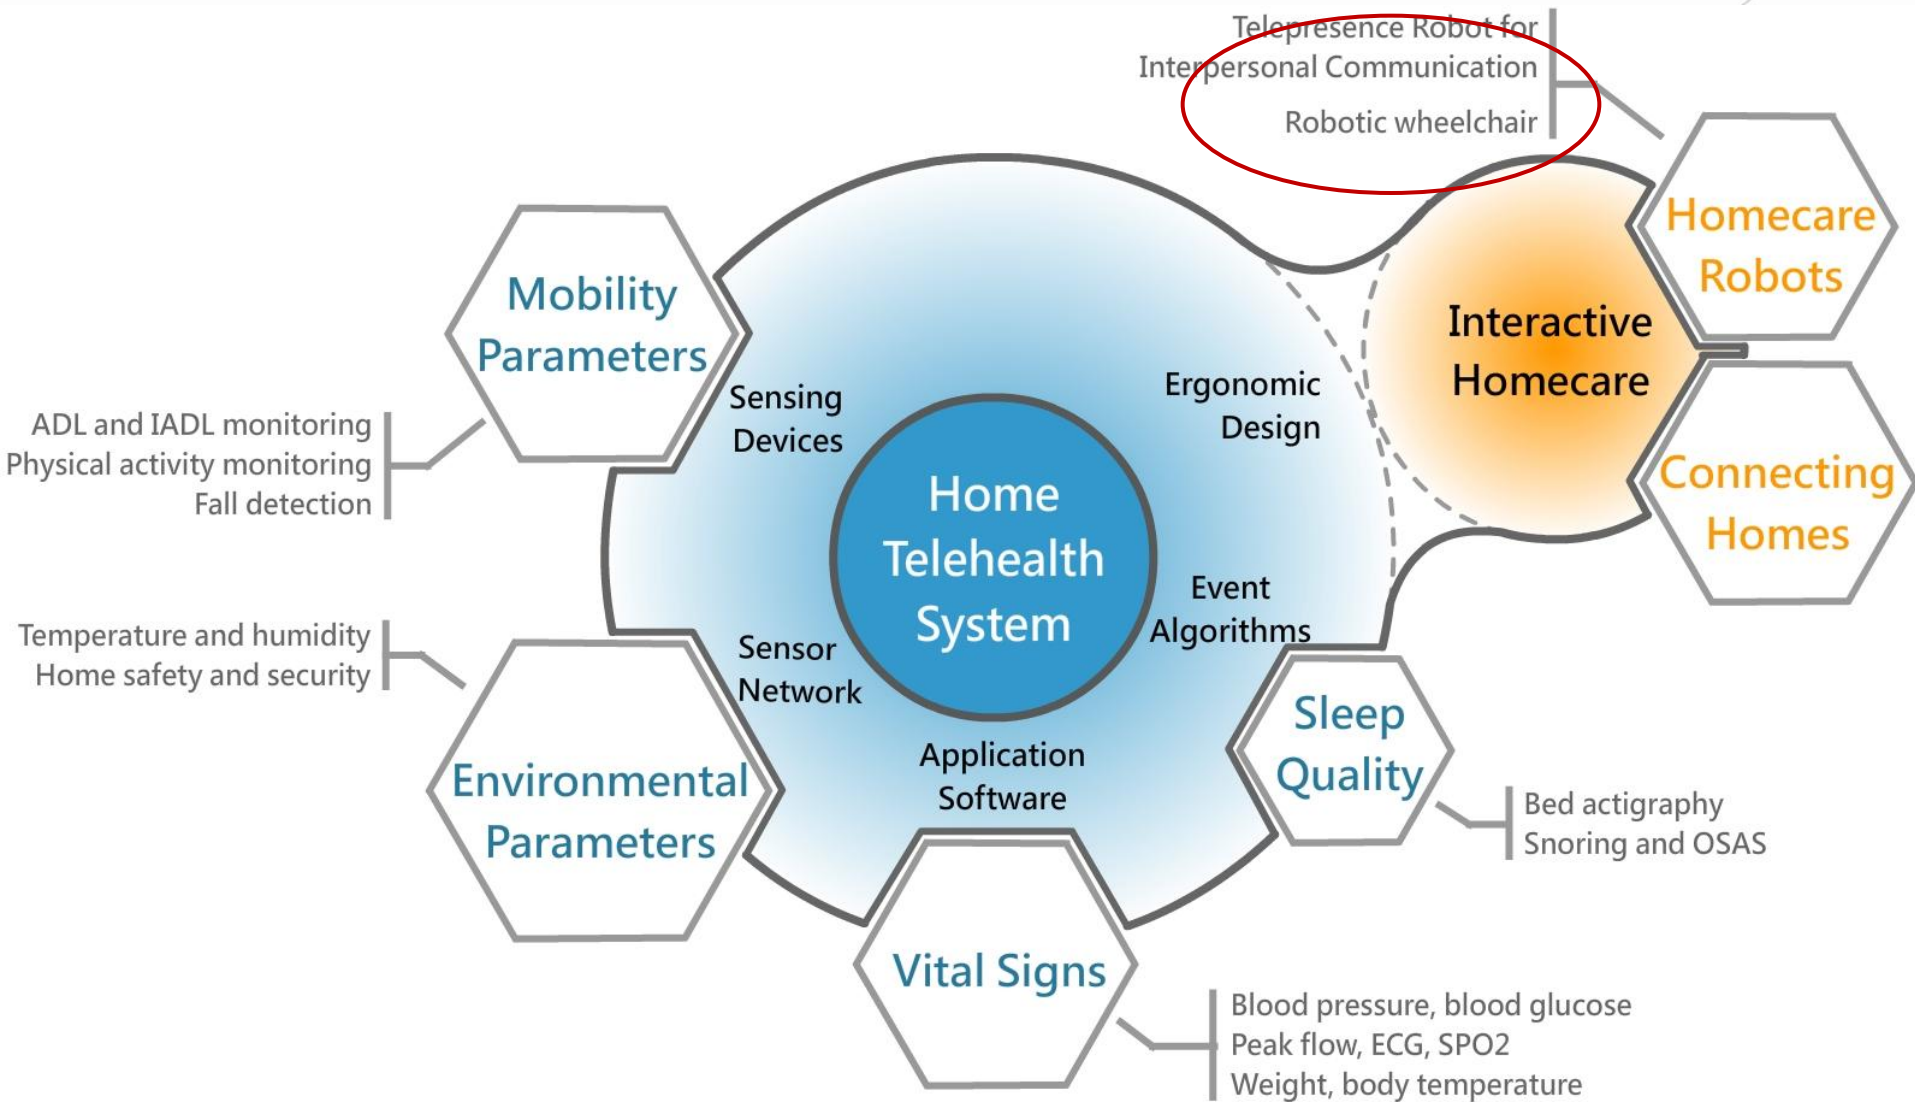 Telepresence Robot for
Interpersonal Communication
Robotic wheelchair
Homecare
Robots
Mobility
Parameters
Interactive
Homecare
Sensing
Devices
Ergonomic
Design
ADL and IADL monitoring
Physical activity monitoring
Fall detection
Connecting
Homes
Home
Telehealth
System
Event
Algorithms
Temperature and humidity
Home safety and security
Sensor
Network
Sleep
Quality
Application
Software
Environmental
Parameters
Bed actigraphy
Snoring and OSAS
Vital Signs
Blood pressure, blood glucose
Peak flow, ECG, SPO2
Weight, body temperature